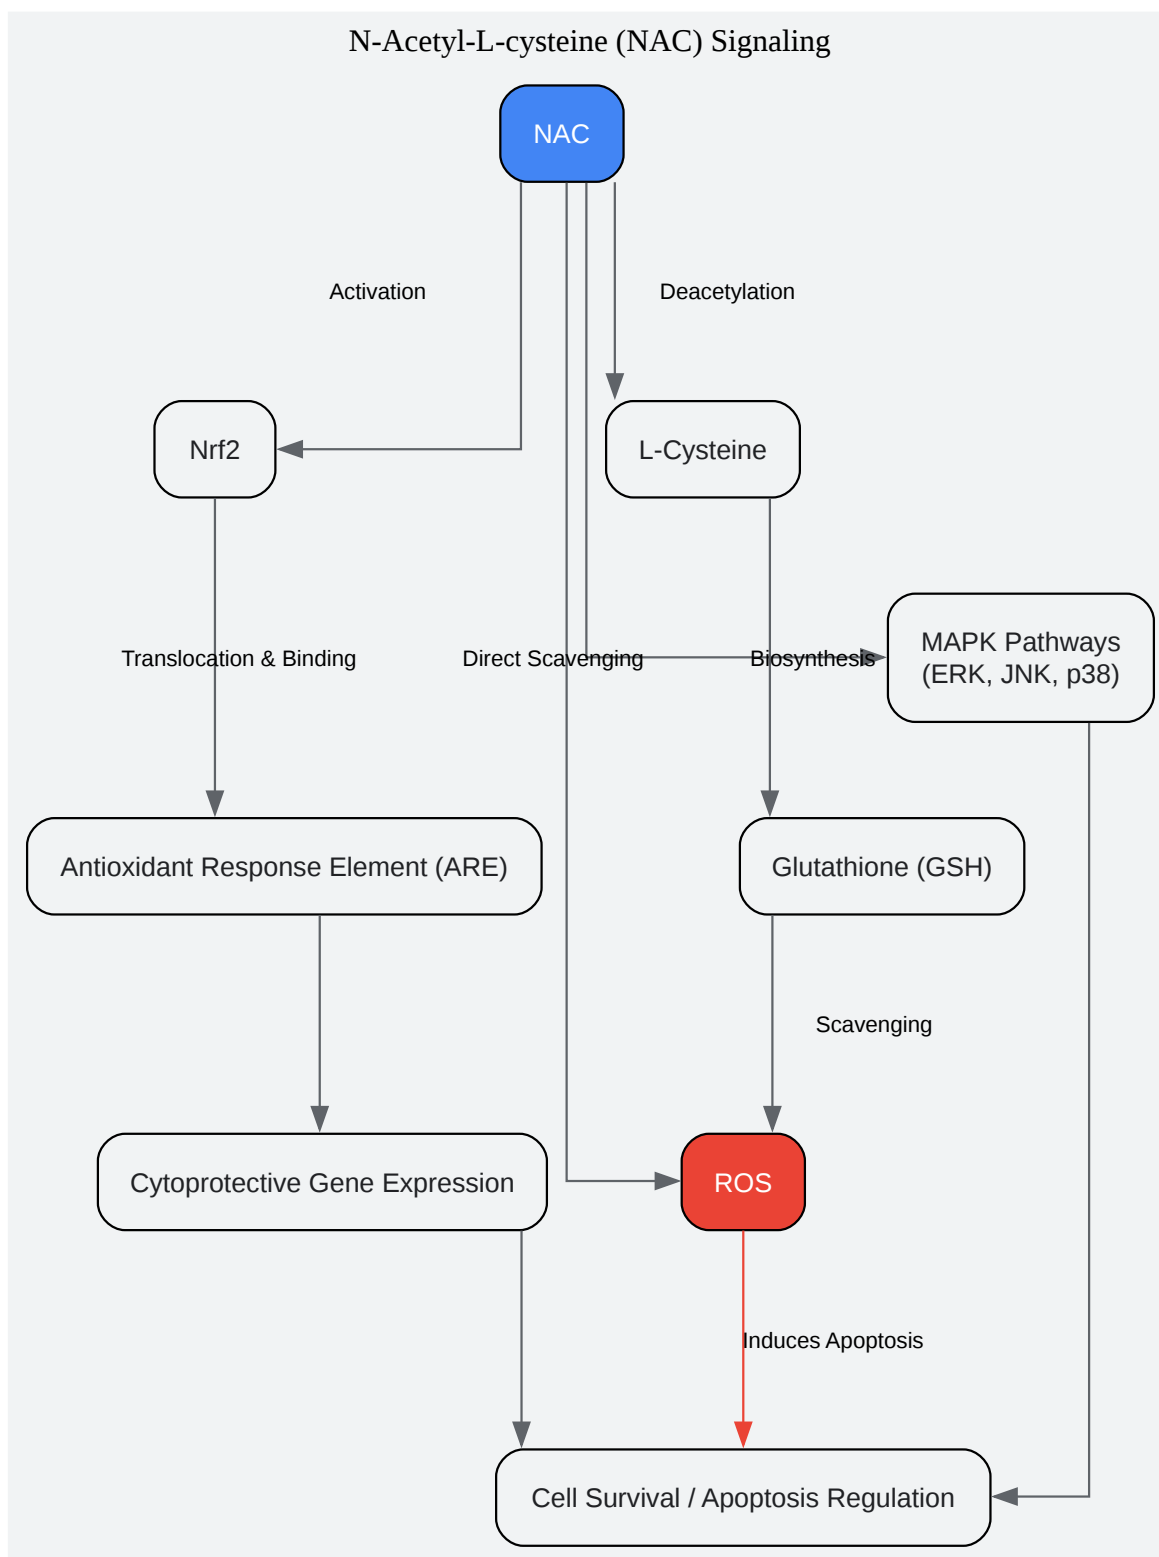 N-Acetyl-L-cysteine (NAC) Signaling
NAC
Activation
Deacetylation
Nrf2
L-Cysteine
Translocation & Binding
Direct Scavenging
Biosynthesis
MAPK Pathways
(ERK, JNK, p38)
Antioxidant Response Element (ARE)
Glutathione (GSH)
Scavenging
Cytoprotective Gene Expression
ROS
Induces Apoptosis
Cell Survival / Apoptosis Regulation